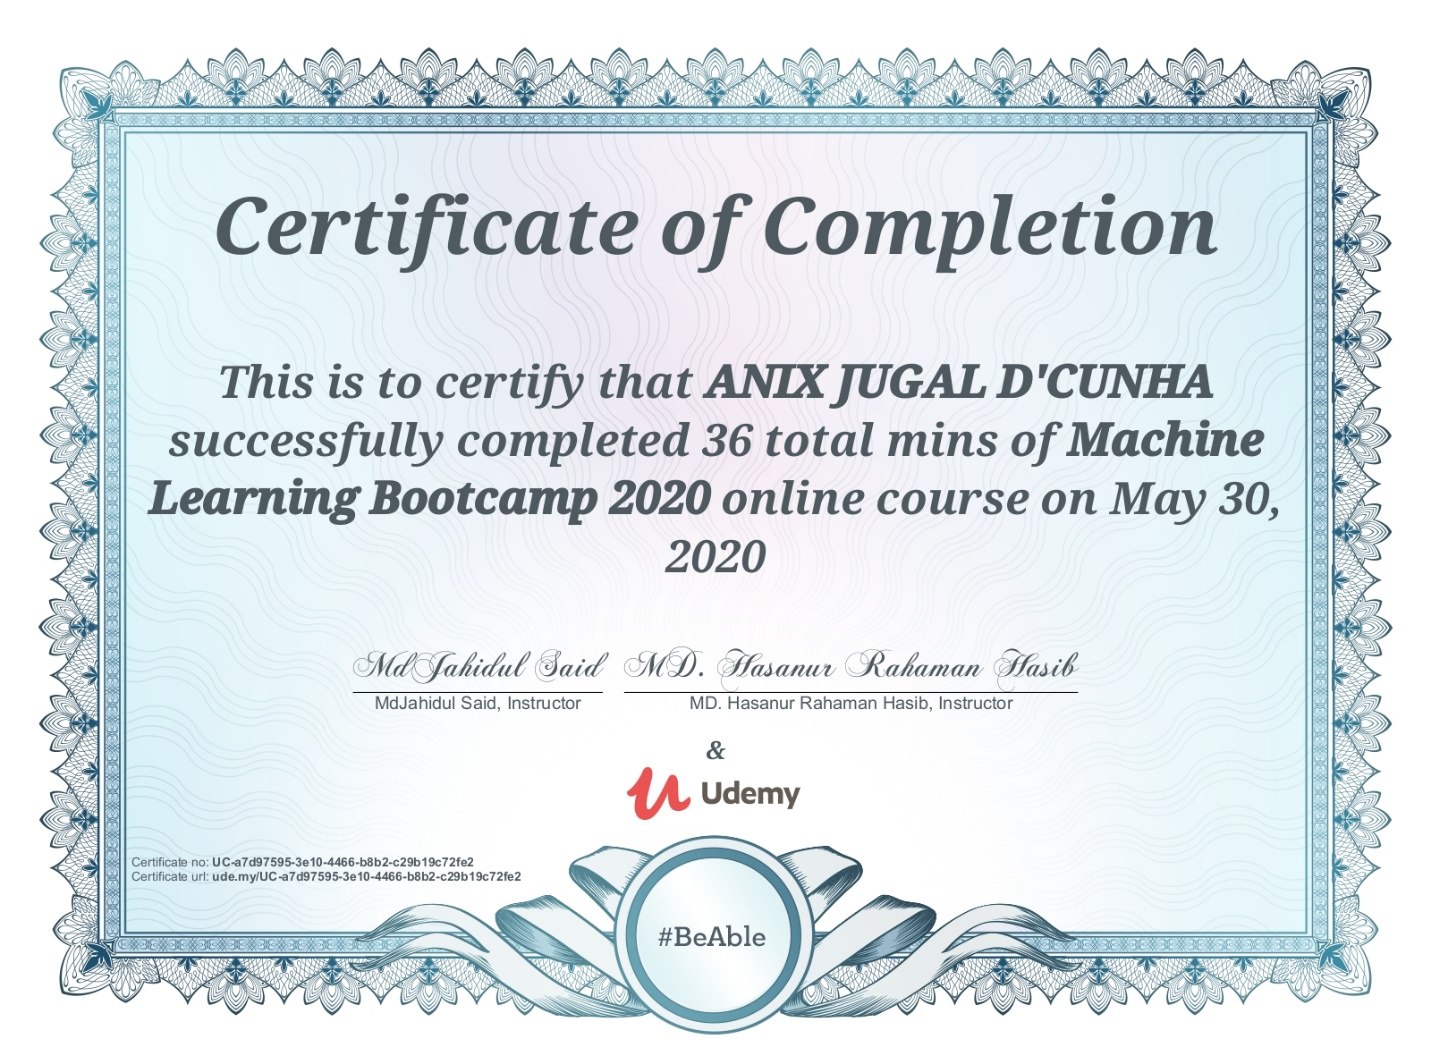 Certificate of Completion
This is to certify that ANIX JUGAL D'CUNHA
successfully completed 36 total mins of Machine
Learning Bootcamp 2020 online course on May 30,
2020
MdJahidul Said MD. Hasanur Rahaman Hasib
MdJahidul Said, Instructor MD. Hasanur Rahaman Hasib, Instructor
&
Udemy
Certificate no: UC-a7d97595-3e10-4466-b8b2-c29b19c72fe2
Certificate url: ude.my/UC-a7d97595-3e10-4466-b8b2-c29b19c72fe2
#BeAble